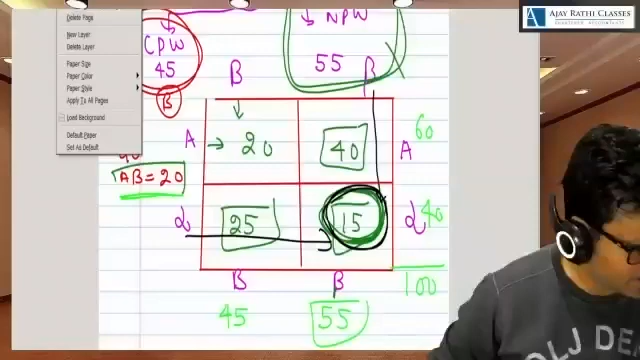 Delete Page
New Layer
Delete Layer
Paper Size
Paper Color
Paper Style
Apply To All Pages
Load Background
Default Paper
Set As Default
AJAY RATHI CLASSES
CPW
45
B
NPW
55
B
β
A
20
40
A
60
AB = 20
α
25
15
α
40
B
β
100
45
55
OLJ DE